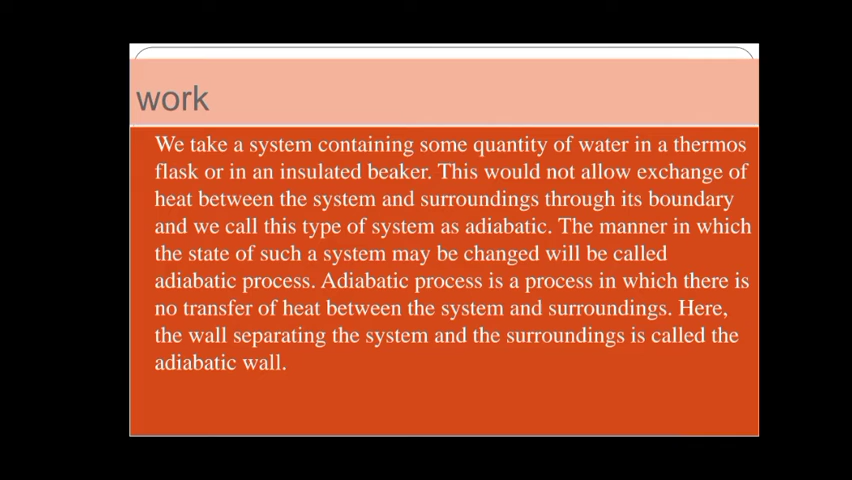 work
We take a system containing some quantity of water in a thermos
flask or in an insulated beaker. This would not allow exchange of
heat between the system and surroundings through its boundary
and we call this type of system as adiabatic. The manner in which
the state of such a system may be changed will be called
adiabatic process. Adiabatic process is a process in which there is
no transfer of heat between the system and surroundings. Here,
the wall separating the system and the surroundings is called the
adiabatic wall.